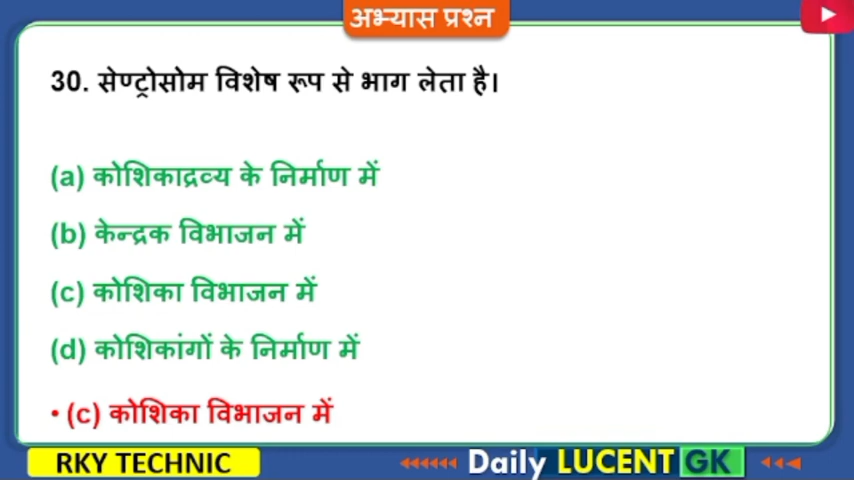 अभ्यास प्रश्न
30. सेण्ट्रोसोम विशेष रूप से भाग लेता है।
(a) कोशिकाद्रव्य के निर्माण में
(b) केन्द्रक विभाजन में
(c) कोशिका विभाजन में
(d) कोशिकांगों के निर्माण में
• (c) कोशिका विभाजन में
RKY TECHNIC
Daily LUCENT GK